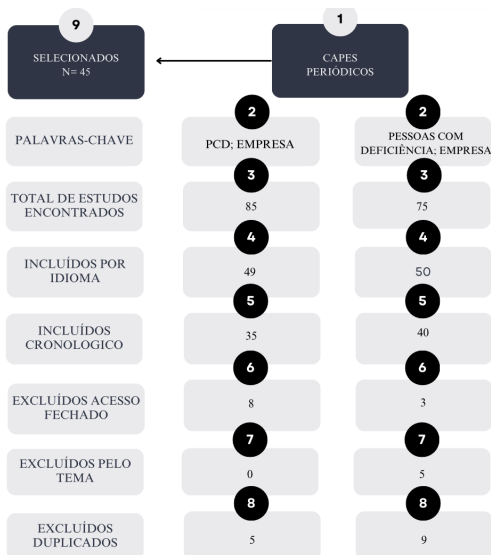 9
SELECIONADOS
N= 45
1
CAPES
PERIÓDICOS
2
2
PALAVRAS-CHAVE
PCD; EMPRESA
PESSOAS COM
DEFICIÊNCIA; EMPRESA
3
3
TOTAL DE ESTUDOS
ENCONTRADOS
85
75
4
4
INCLUÍDOS POR
IDIOMA
49
50
5
5
INCLUÍDOS
CRONOLOGICO
35
40
6
6
EXCLUÍDOS ACESSO
FECHADO
8
3
7
7
EXCLUÍDOS PELO
TEMA
0
5
8
8
EXCLUÍDOS
DUPLICADOS
5
9